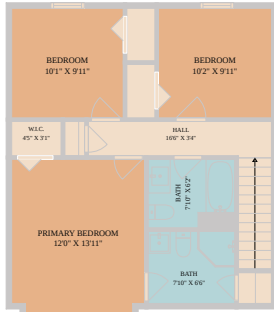 BEDROOM
10'1" X 9'11"
BEDROOM
10'2" X 9'11"
W.I.C.
4'5" X 3'1"
HALL
16'6" X 3'4"
BATH
7'10" X 6'2"
PRIMARY BEDROOM
12'0" X 13'11"
BATH
7'10" X 6'6"